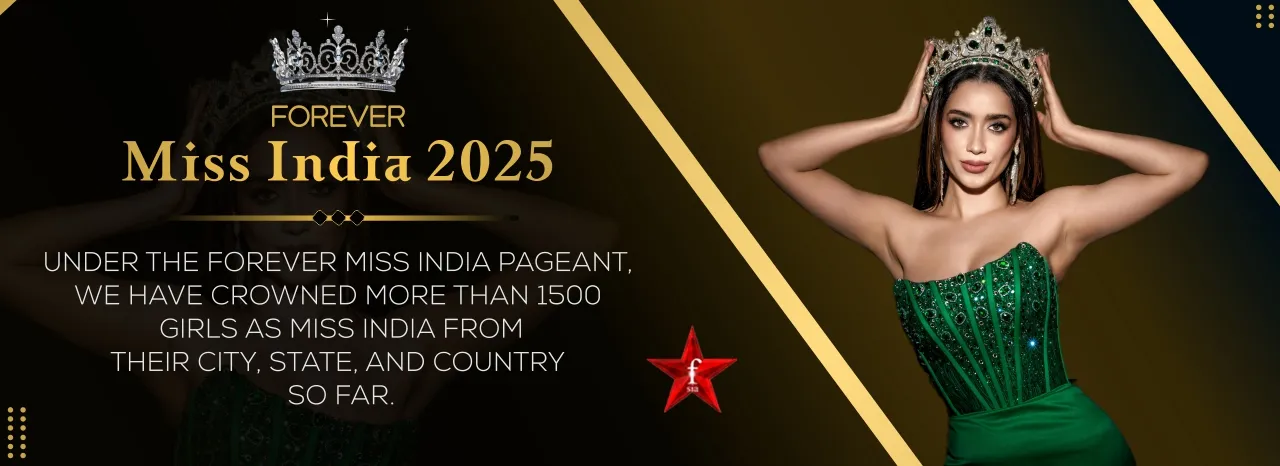 FOREVER
Miss India 2025
UNDER THE FOREVER MISS INDIA PAGEANT,
WE HAVE CROWNED MORE THAN 1500
GIRLS AS MISS INDIA FROM
THEIR CITY, STATE, AND COUNTRY
SO FAR.
f
sia